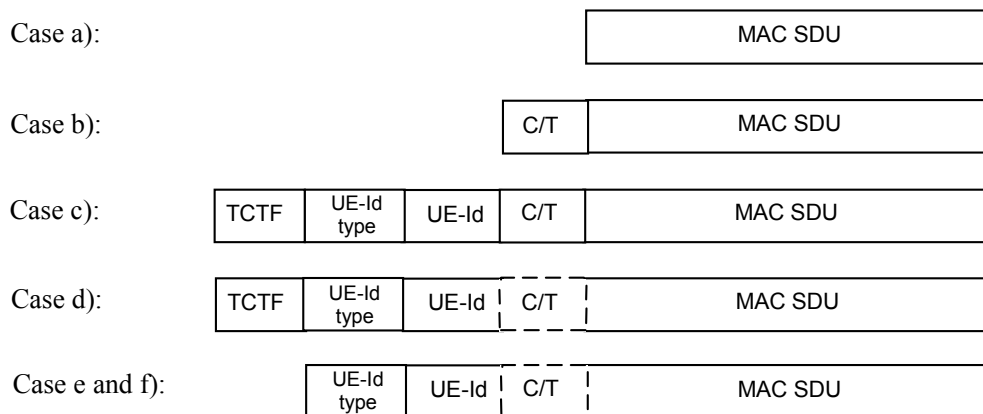 Case a): MAC SDU
Case b): C/T MAC SDU
Case c): TCTF UE-Id type UE-Id C/T MAC SDU
Case d): TCTF UE-Id type UE-Id C/T MAC SDU
Case e and f): UE-Id type UE-Id C/T MAC SDU